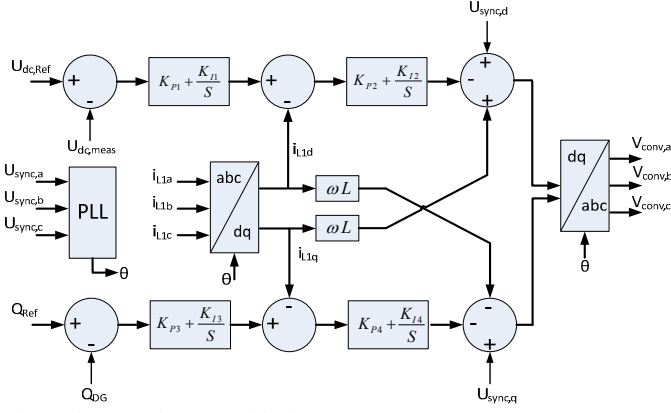 U_sync,d
U_dc,Ref
+
-
K_P1 + K_I1/S
+
-
K_P2 + K_I2/S
-
+
+
U_dc,meas
i_L1d
U_sync,a
U_sync,b
U_sync,c
PLL
θ
i_L1a
i_L1b
i_L1c
abc
dq
θ
ωL
ωL
i_L1q
dq
abc
θ
V_conv,a
V_conv,b
V_conv,c
Q_Ref
+
-
K_P3 + K_I3/S
+
-
K_P4 + K_I4/S
-
-
-
Q_DG
U_sync,q